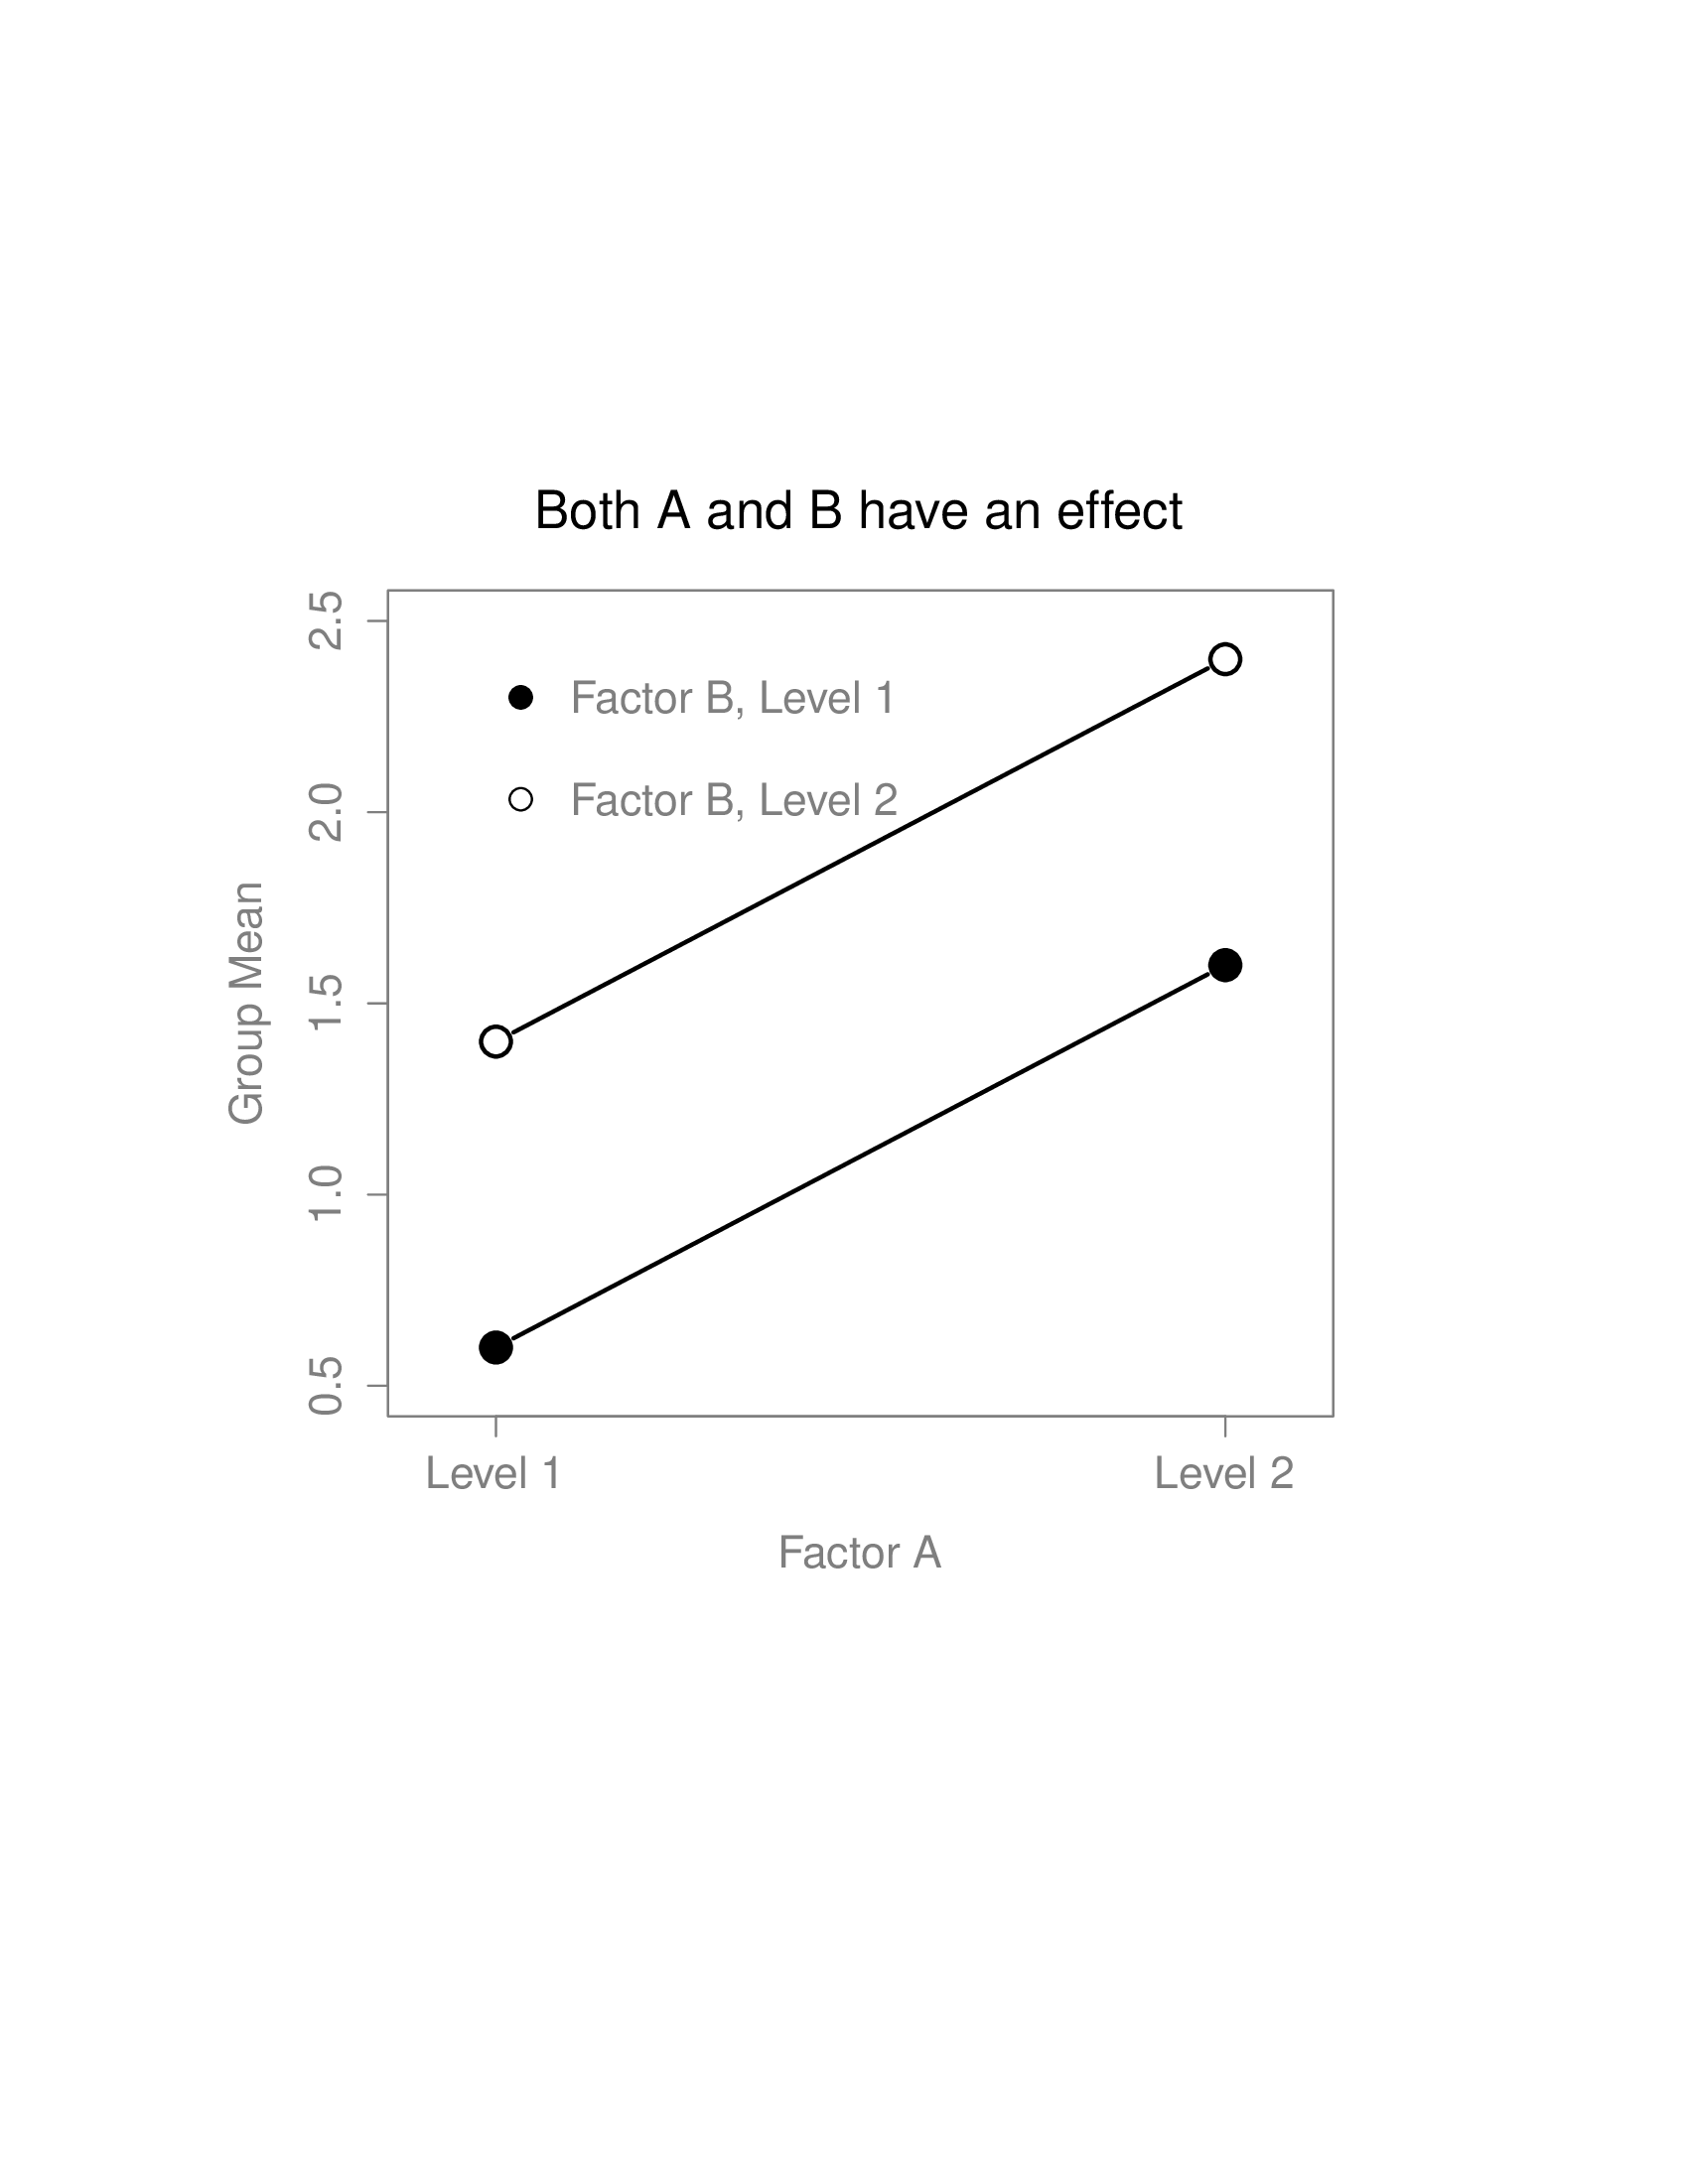 Both A and B have an effect
2.5
2.0
1.5
1.0
0.5
Group Mean
Factor B, Level 1
Factor B, Level 2
Level 1
Level 2
Factor A